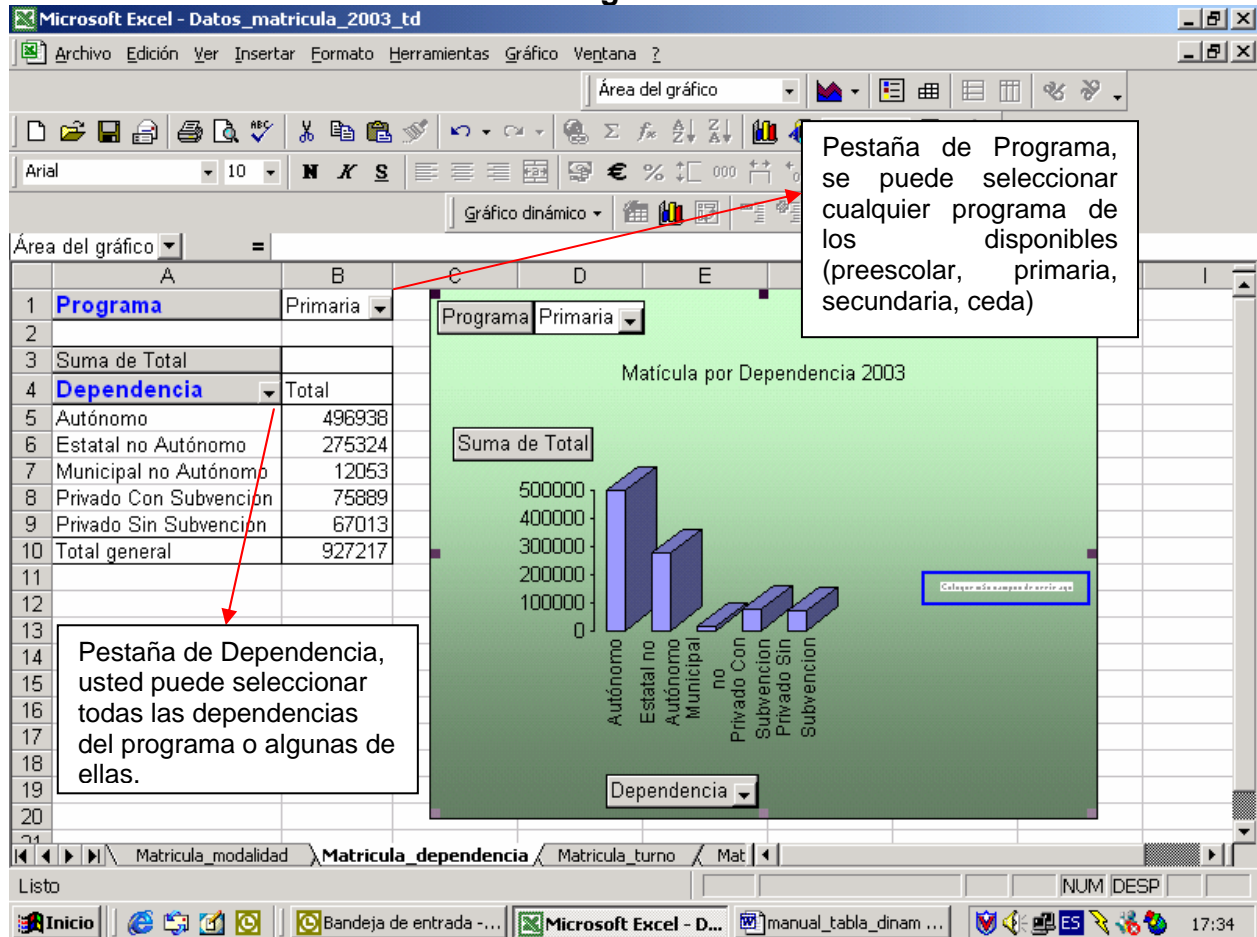 Microsoft Excel - Datos_matricula_2003_td
Archivo Edición Ver Insertar Formato Herramientas Gráfico Ventana ?
Área del gráfico
Arial 10 N K S € % 000
Gráfico dinámico
Área del gráfico =
A B C D E I
1 Programa Primaria
2
3 Suma de Total
4 Dependencia Total
5 Autónomo 496938
6 Estatal no Autónomo 275324
7 Municipal no Autónomo 12053
8 Privado Con Subvencion 75889
9 Privado Sin Subvención 67013
10 Total general 927217
11
12
13
14
15
16
17
18
19
20
21
Pestaña de Programa,
se puede seleccionar
cualquier programa de
los disponibles
(preescolar, primaria,
secundaria, ceda)
Programa Primaria
Matícula por Dependencia 2003
Suma de Total
500000
400000
300000
200000
100000
0
Autónomo
Estatal no
Autónomo
Municipal
no
Privado Con
Subvencion
Privado Sin
Subvencion
Dependencia
Pestaña de Dependencia,
usted puede seleccionar
todas las dependencias
del programa o algunas de
ellas.
Matricula_modalidad Matricula_dependencia Matricula_turno Mat
Listo NUM DESP
Inicio Bandeja de entrada -... Microsoft Excel - D... manual_tabla_dinam ... ES 17:34